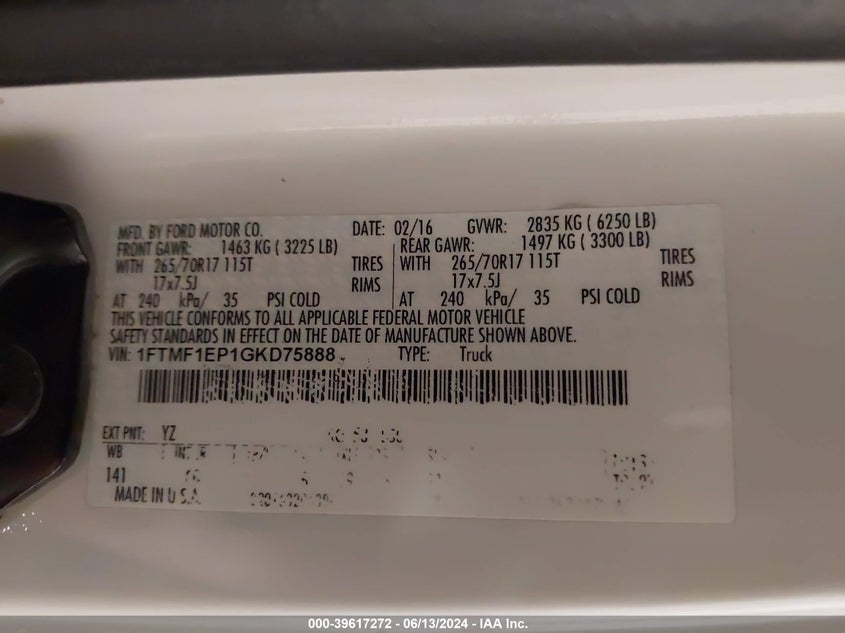 MFD. BY FORD MOTOR CO. DATE: 02/16 GVWR: 2835 KG ( 6250 LB)
FRONT GAWR: 1463 KG ( 3225 LB) REAR GAWR: 1497 KG ( 3300 LB)
WITH 265/70R17 115T TIRES WITH 265/70R17 115T TIRES
17x7.5J RIMS 17x7.5J RIMS
AT 240 kPa/ 35 PSI COLD AT 240 kPa/ 35 PSI COLD
THIS VEHICLE CONFORMS TO ALL APPLICABLE FEDERAL MOTOR VEHICLE
SAFETY STANDARDS IN EFFECT ON THE DATE OF MANUFACTURE SHOWN ABOVE.
VIN: 1FTMF1EP1GKD75888 TYPE: Truck
EXT PNT: YZ
WB
141
MADE IN U.S.A.
000-39617272 - 06/13/2024 - IAA Inc.